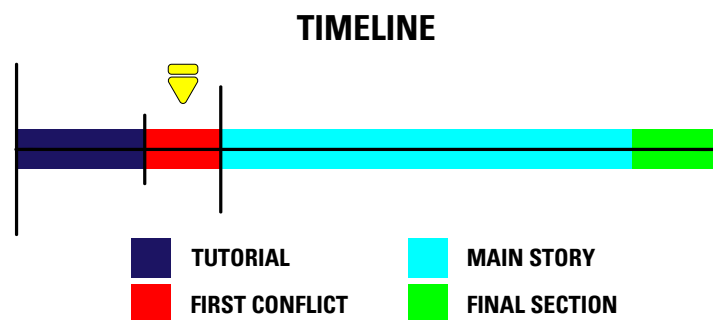 TIMELINE
TUTORIAL
MAIN STORY
FIRST CONFLICT
FINAL SECTION